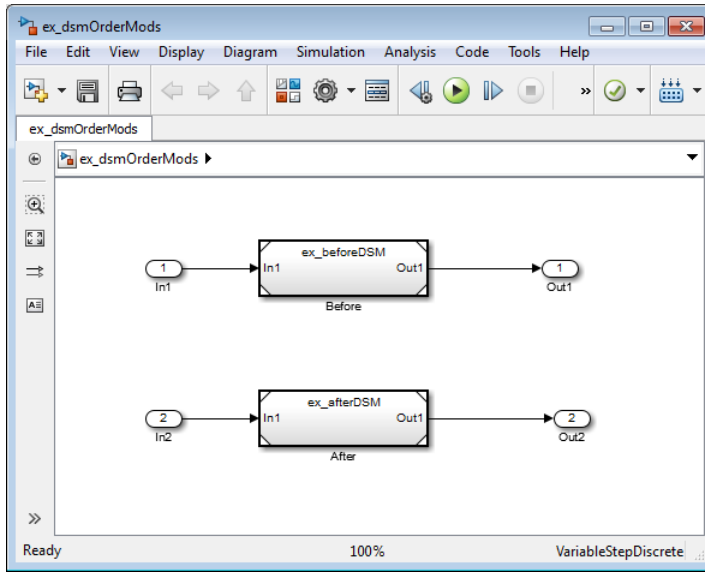 ex_dsmOrderMods
File Edit View Display Diagram Simulation Analysis Code Tools Help
»
ex_dsmOrderMods
ex_dsmOrderMods
1
In1
ex_beforeDSM
In1 Out1
Before
1
Out1
2
In2
ex_afterDSM
In1 Out1
After
2
Out2
A
»
Ready 100% VariableStepDiscrete